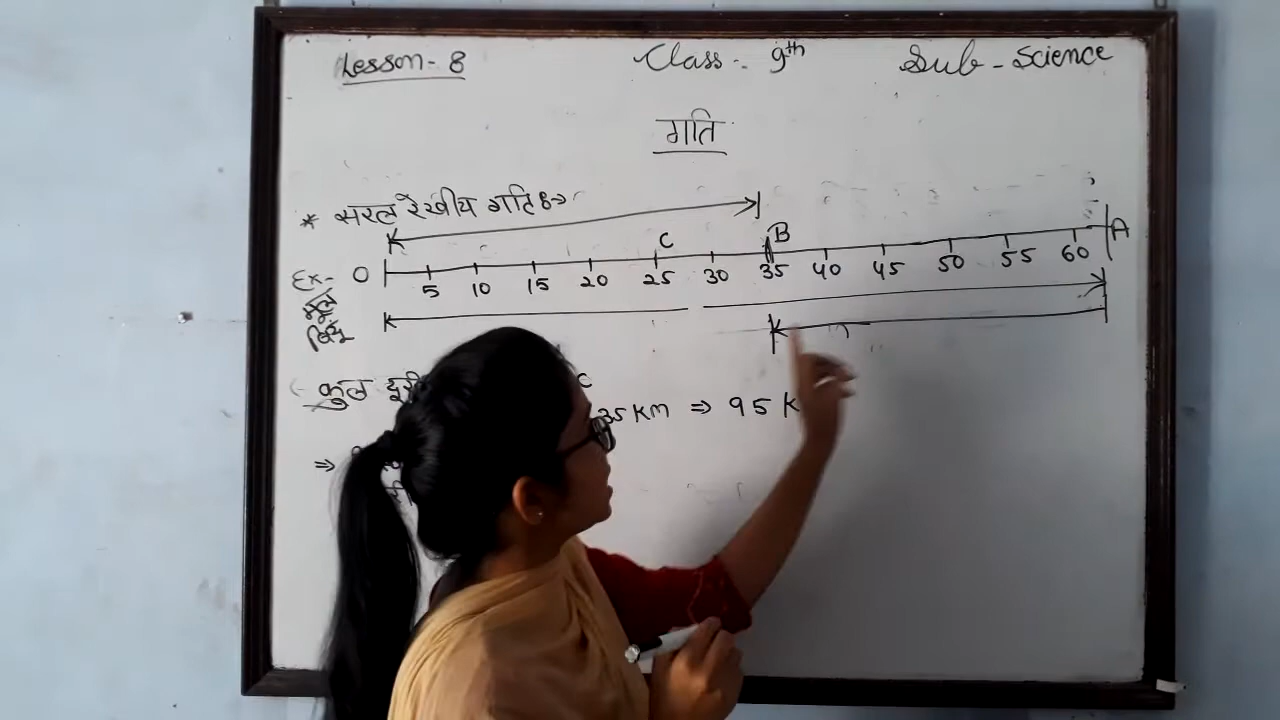 Lesson - 8 Class - 9th Sub - Science
गति
* सरल रेखीय गति
C B A
Ex- 0 5 10 15 20 25 30 35 40 45 50 55 60
मूल
बिंदु
कुल
C
35 Km ⇒ 95 K
⇒